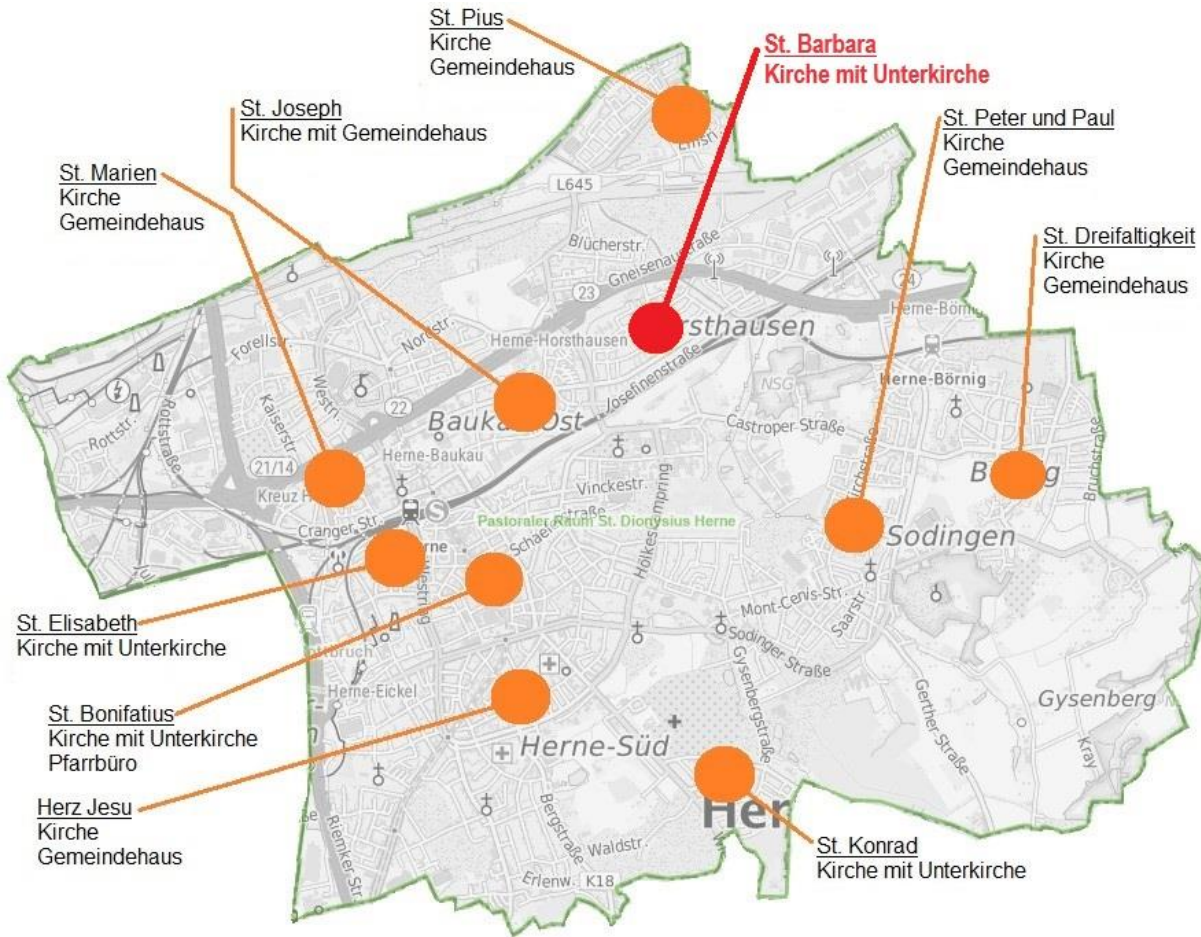 St. Pius
Kirche
Gemeindehaus
St. Barbara
Kirche mit Unterkirche
St. Joseph
Kirche mit Gemeindehaus
St. Peter und Paul
Kirche
Gemeindehaus
St. Marien
Kirche
Gemeindehaus
St. Dreifaltigkeit
Kirche
Gemeindehaus
L645
Blücherstr.
Gneisenaustraße
23
24
Herne-Horsthausen
Nordstr.
Forellstr.
Westr.
Kaiserstr.
22
Rottstr.
Rottstraße
Josefinenstraße
Herne-Börnig
NSG
Castroper Straße
Herne-Baukau
21/14
Vinckestr.
Bruchstraße
Cranger Str.
S
Pastoraler Raum St. Dionysius Herne
Sodingen
Mont-Cenis-Str.
Saarstr.
Sodinger Straße
Gysenbergstraße
Gerther Straße
Gysenberg
Kray
St. Elisabeth
Kirche mit Unterkirche
Herne-Eickel
St. Bonifatius
Kirche mit Unterkirche
Pfarrbüro
Herne-Süd
Her
Herz Jesu
Kirche
Gemeindehaus
Riemker Str.
Bergstraße
Waldstr.
Erlenw.
K18
St. Konrad
Kirche mit Unterkirche